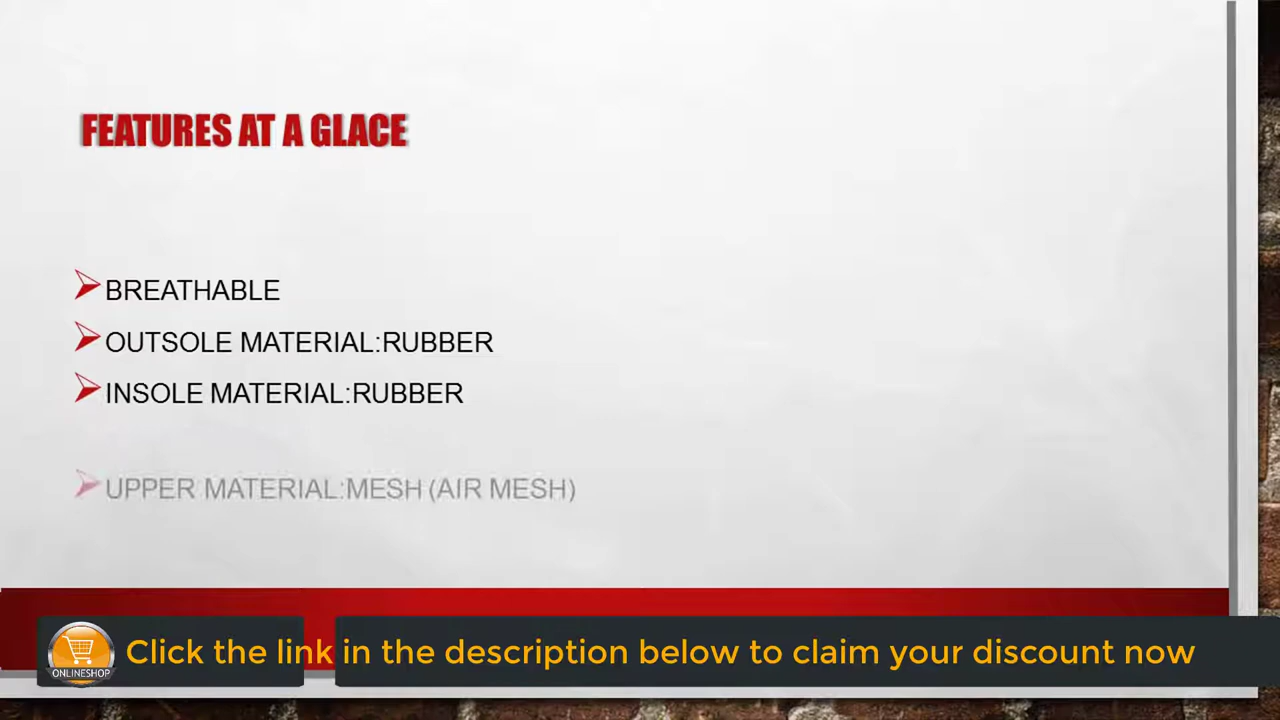 FEATURES AT A GLACE
BREATHABLE
OUTSOLE MATERIAL:RUBBER
INSOLE MATERIAL:RUBBER
UPPER MATERIAL:MESH (AIR MESH)
Click the link in the description below to claim your discount now
ONLINESHOP